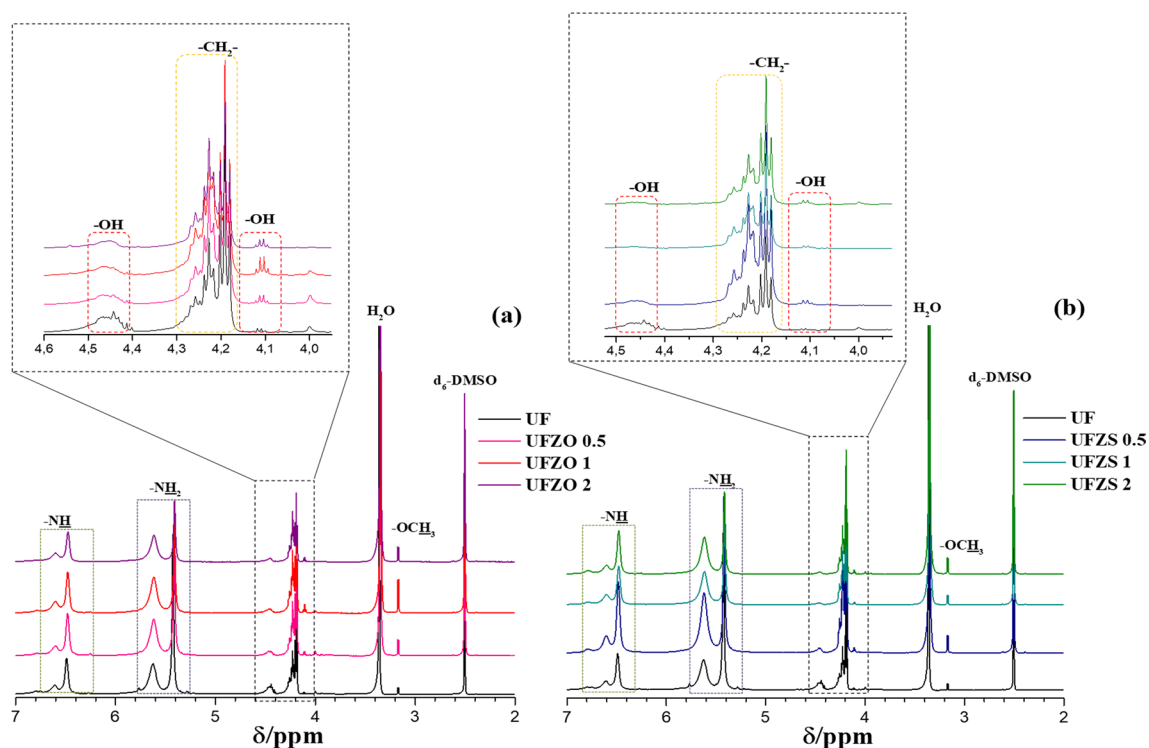 -CH2-
-OH
-OH
4,6 4,5 4,4 4,3 4,2 4,1 4,0
(a)
H2O
d6-DMSO
UF
UFZO 0.5
UFZO 1
UFZO 2
-NH
-NH2
-OCH3
7 6 5 4 3 2
δ/ppm
-CH2-
-OH
-OH
4,5 4,4 4,3 4,2 4,1 4,0
(b)
H2O
d6-DMSO
UF
UFZS 0.5
UFZS 1
UFZS 2
-NH
-NH2
-OCH3
7 6 5 4 3 2
δ/ppm